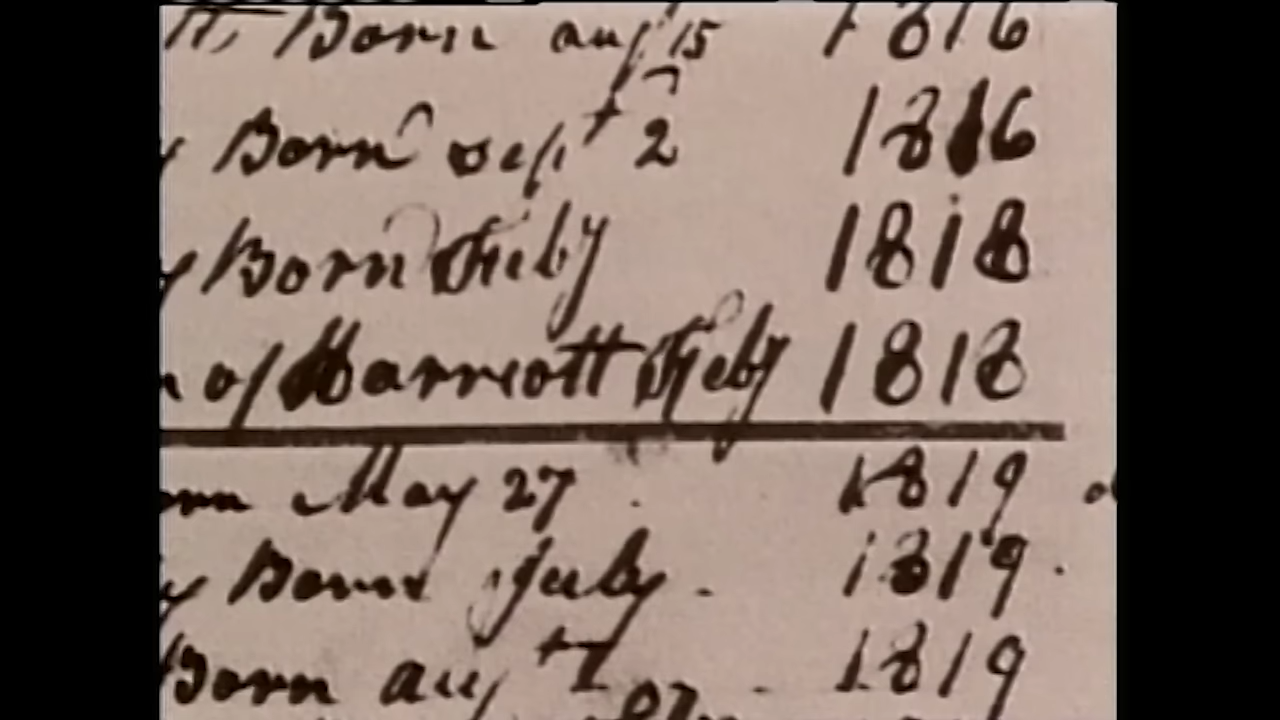 Born aug 15 1816
Born Sept 2 1816
Born Feby 1818
of Harriott Feby 1818
May 27 1819
Born July 1819
Born aug 1819